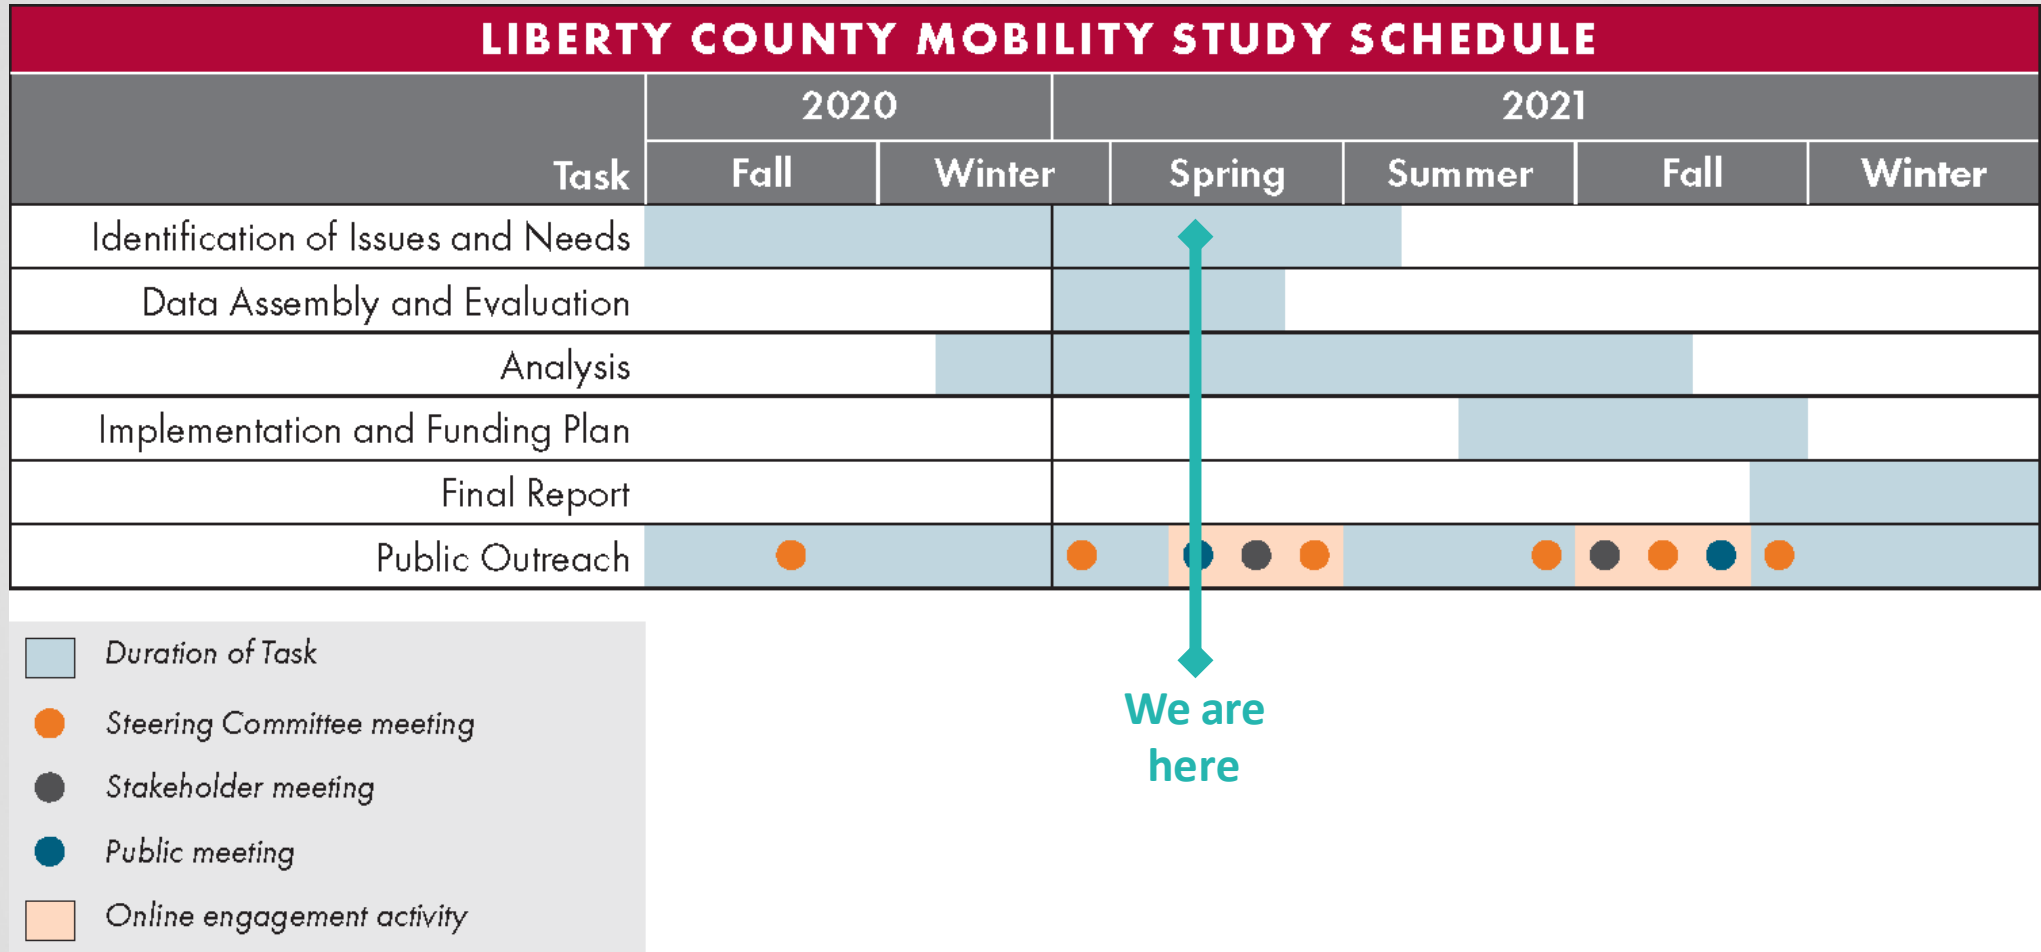 LIBERTY COUNTY MOBILITY STUDY SCHEDULE
2020 2021
Task Fall Winter Spring Summer Fall Winter
Identification of Issues and Needs
Data Assembly and Evaluation
Analysis
Implementation and Funding Plan
Final Report
Public Outreach
Duration of Task
Steering Committee meeting
Stakeholder meeting
Public meeting
Online engagement activity
We are
here